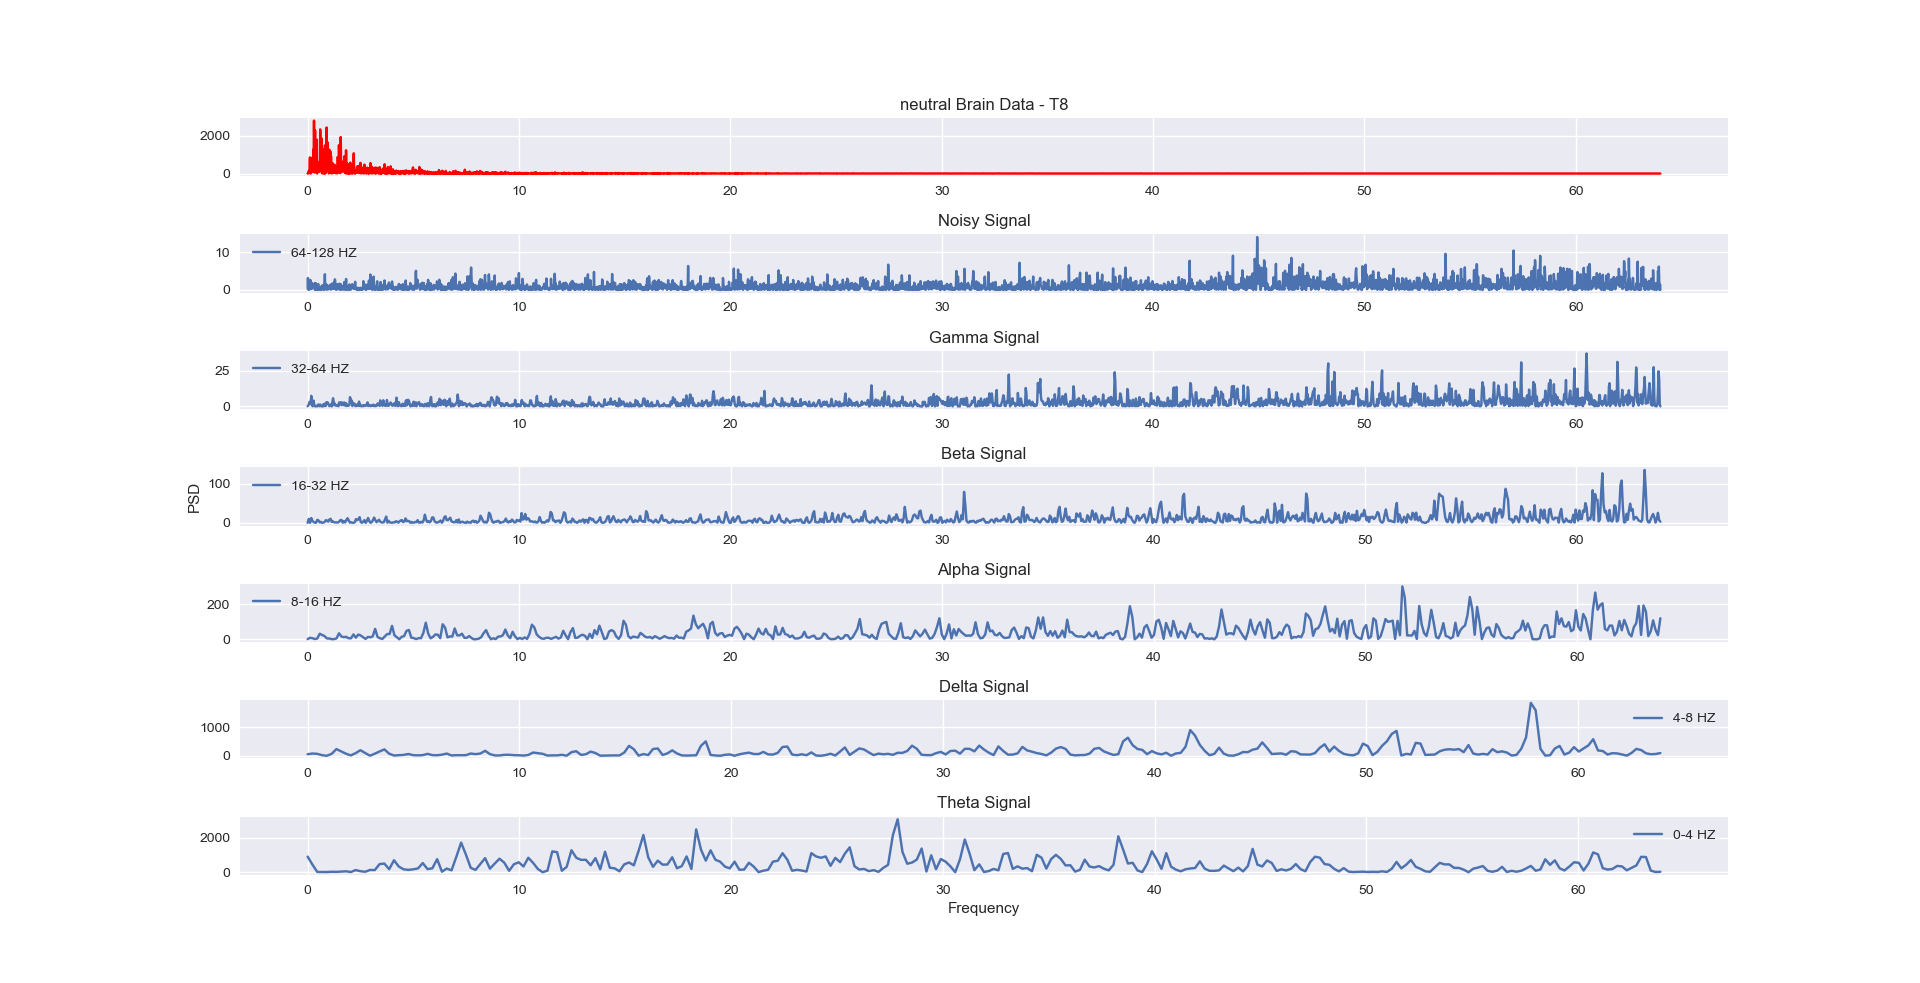 neutral Brain Data - T8
2000
0
0 10 20 30 40 50 60
Noisy Signal
64-128 HZ
10
0
0 10 20 30 40 50 60
Gamma Signal
32-64 HZ
25
0
0 10 20 30 40 50 60
Beta Signal
16-32 HZ
100
0
PSD
0 10 20 30 40 50 60
Alpha Signal
8-16 HZ
200
0
0 10 20 30 40 50 60
Delta Signal
4-8 HZ
1000
0
0 10 20 30 40 50 60
Theta Signal
0-4 HZ
2000
0
0 10 20 30 40 50 60
Frequency